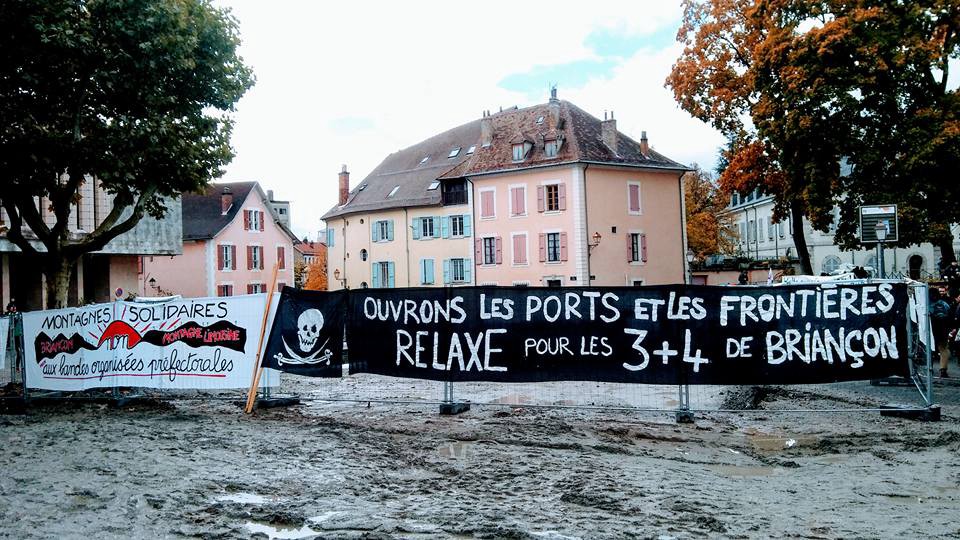 MONTAGNES SOLIDAIRES
BRIANÇON NON MONTAGNE LIMOUSINE
aux bandes organisées préfectorales
OUVRONS LES PORTS ET LES FRONTIÈRES
RELAXE POUR LES 3+4 DE BRIANÇON